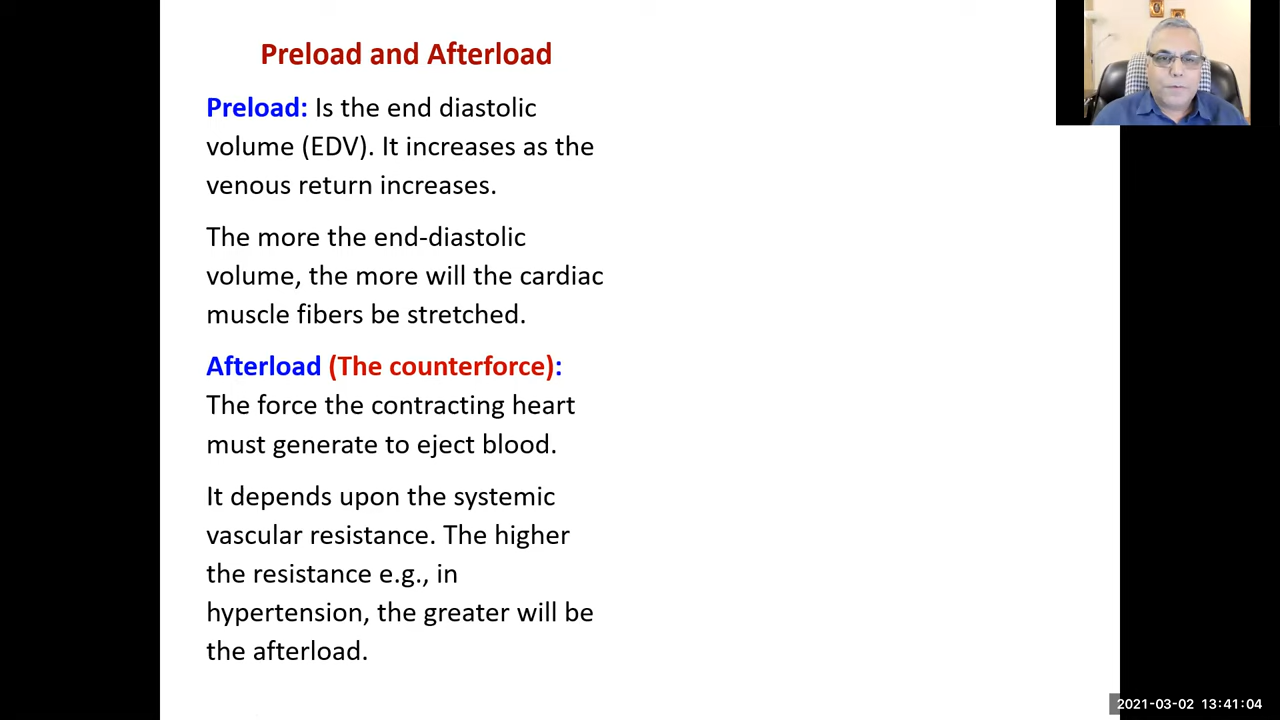 Preload and Afterload
Preload: Is the end diastolic
volume (EDV). It increases as the
venous return increases.
The more the end-diastolic
volume, the more will the cardiac
muscle fibers be stretched.
Afterload (The counterforce):
The force the contracting heart
must generate to eject blood.
It depends upon the systemic
vascular resistance. The higher
the resistance e.g., in
hypertension, the greater will be
the afterload.
2021-03-02 13:41:04